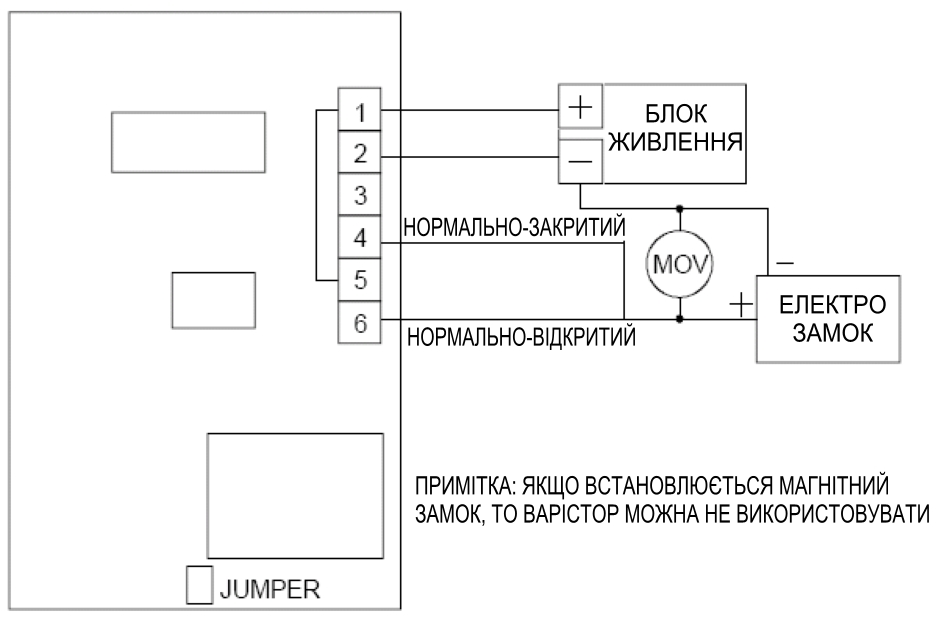 1
2
3
4
5
6
+
−
БЛОК
ЖИВЛЕННЯ
НОРМАЛЬНО-ЗАКРИТИЙ
НОРМАЛЬНО-ВІДКРИТИЙ
MOV
−
+
ЕЛЕКТРО
ЗАМОК
ПРИМІТКА: ЯКЩО ВСТАНОВЛЮЄТЬСЯ МАГНІТНИЙ
ЗАМОК, ТО ВАРІСТОР МОЖНА НЕ ВИКОРИСТОВУВАТИ
JUMPER